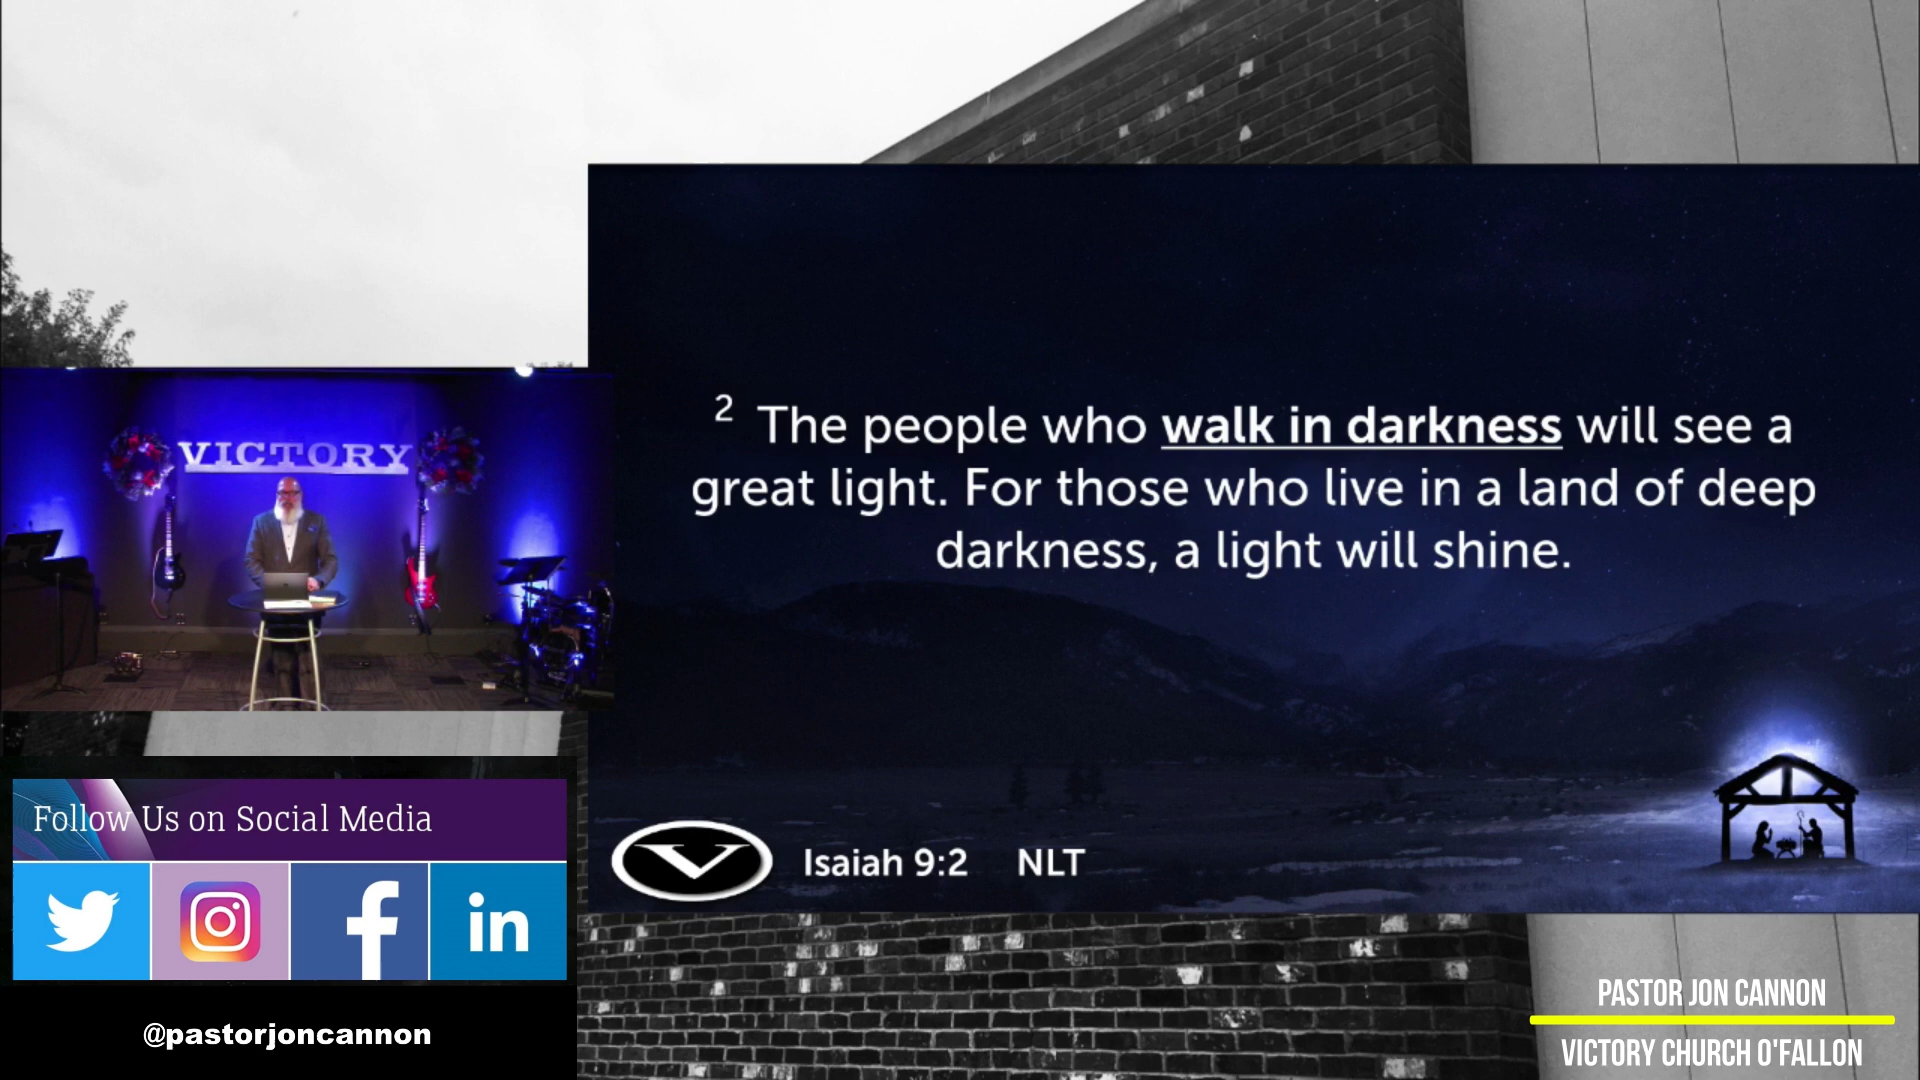 2 The people who walk in darkness will see a
great light. For those who live in a land of deep
darkness, a light will shine.
VICTORY
Isaiah 9:2 NLT
Follow Us on Social Media
in
@pastorjoncannon
PASTOR JON CANNON
VICTORY CHURCH O'FALLON